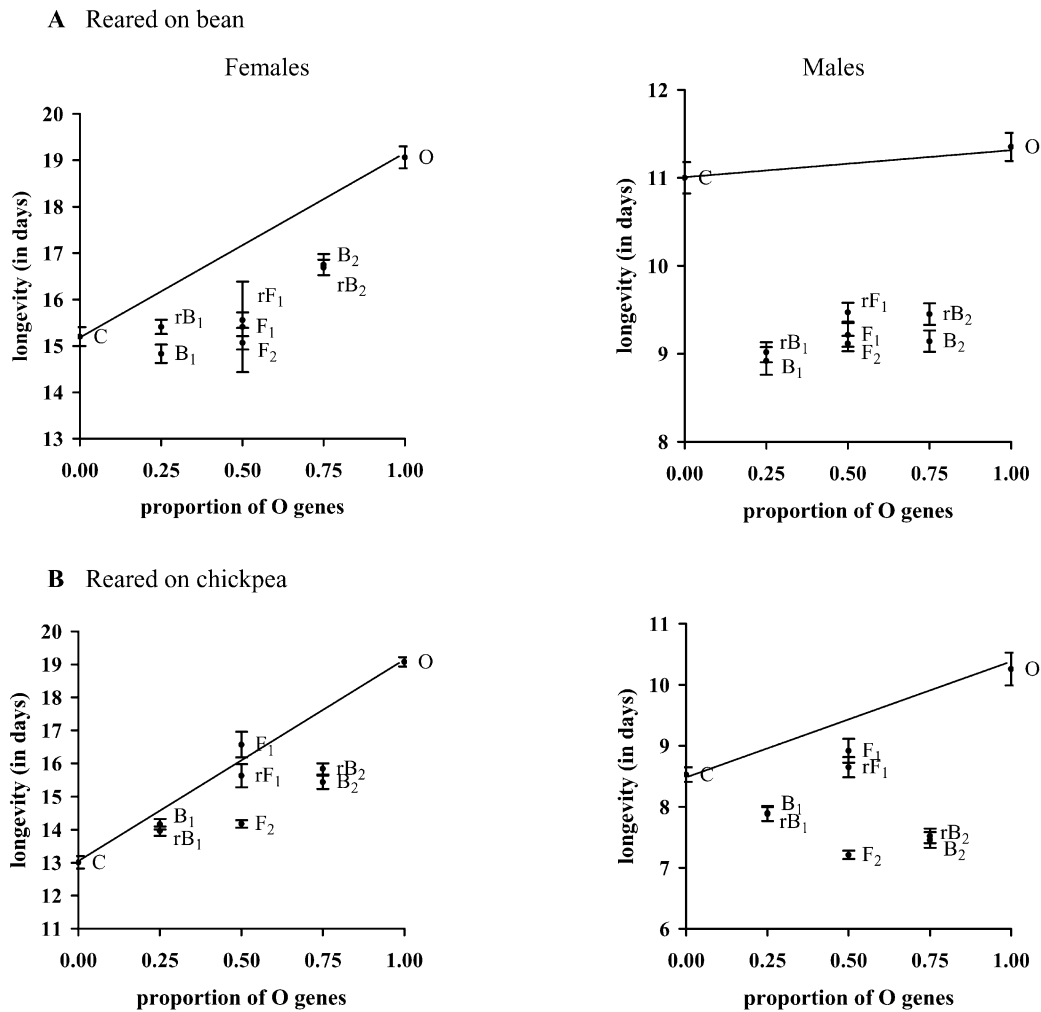 A Reared on bean
Females
20
19
18
17
16
15
14
13
0.00 0.25 0.50 0.75 1.00
longevity (in days)
proportion of O genes
C
rB1
B1
rF1
F1
F2
B2
rB2
O
Males
12
11
10
9
8
0.00 0.25 0.50 0.75 1.00
longevity (in days)
proportion of O genes
C
rB1
B1
rF1
F1
F2
rB2
B2
O
B Reared on chickpea
20
19
18
17
16
15
14
13
11
0.00 0.25 0.50 0.75 1.00
longevity (in days)
proportion of O genes
C
B1
rB1
F1
rF1
F2
rB2
B2
O
11
10
9
8
7
6
0.00 0.25 0.50 0.75 1.00
longevity (in days)
proportion of O genes
C
B1
rB1
F1
rF1
F2
rB2
B2
O